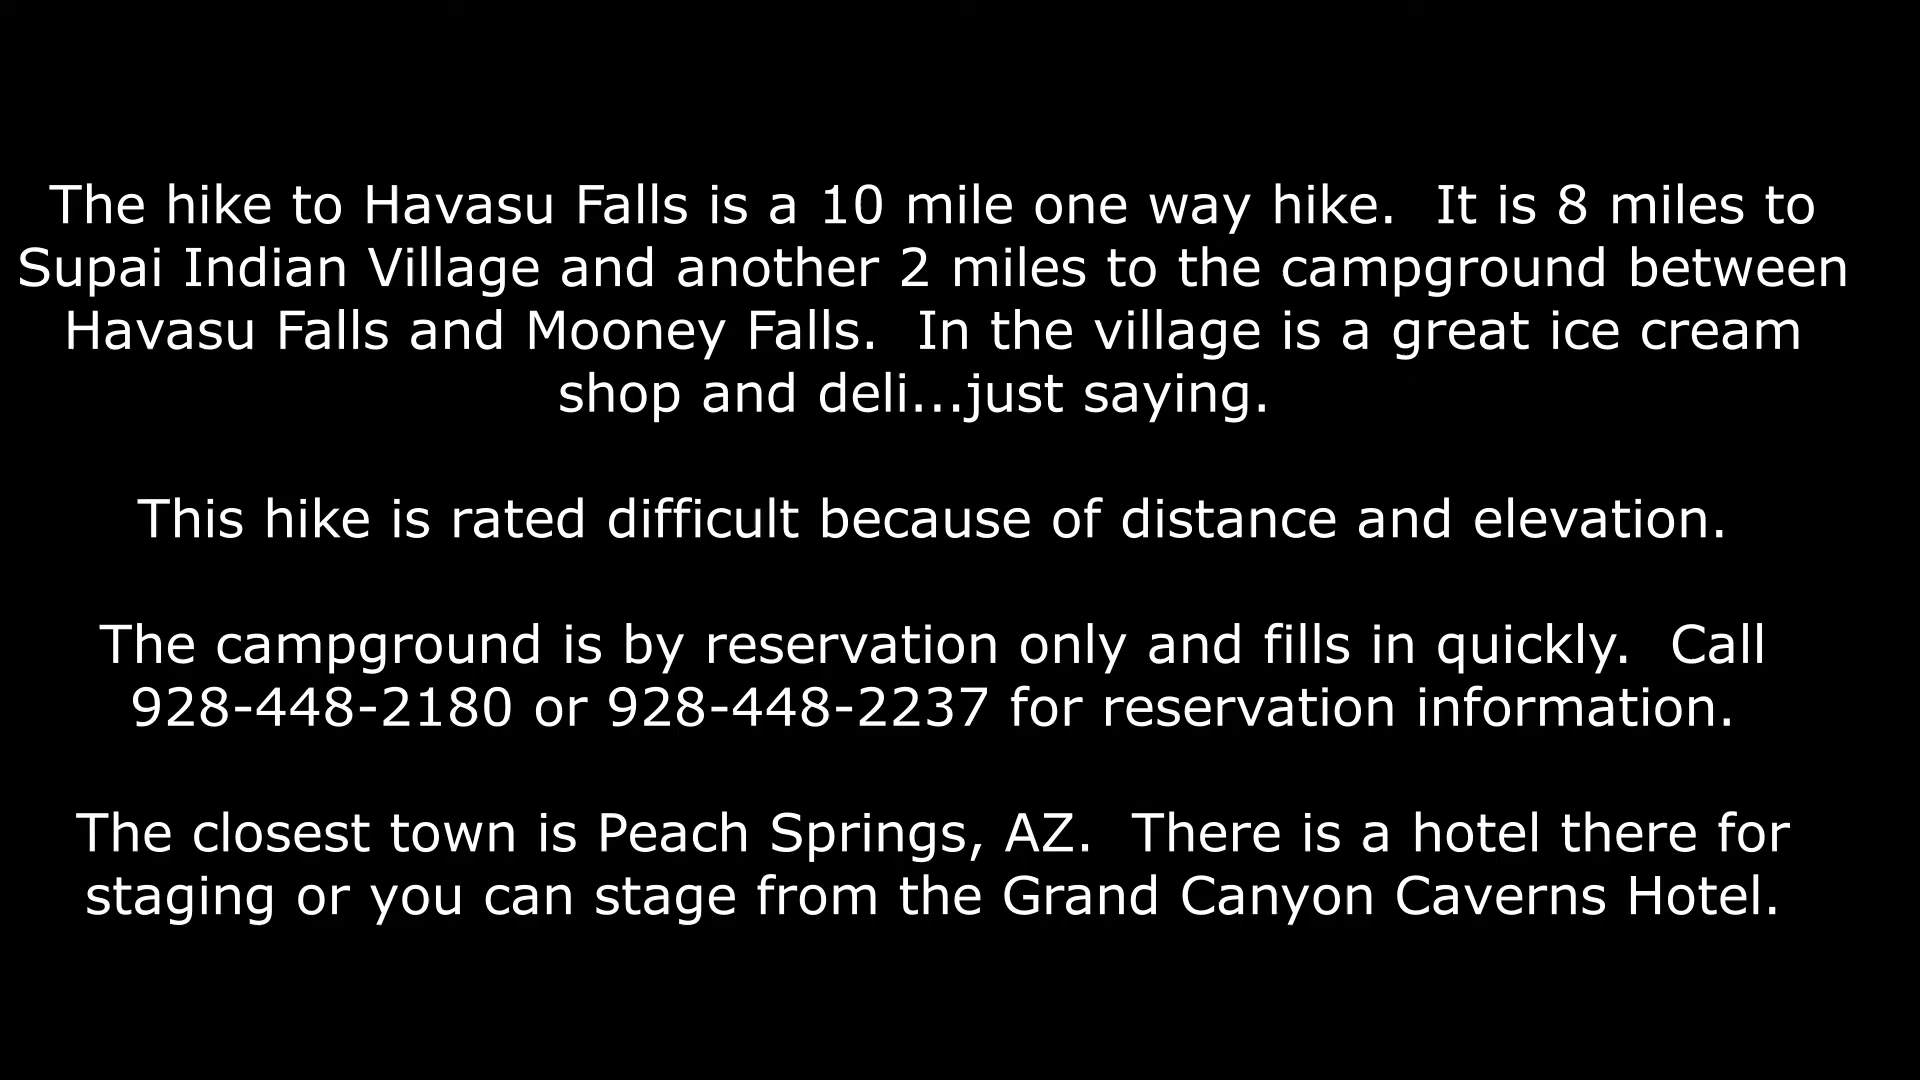 The hike to Havasu Falls is a 10 mile one way hike.  It is 8 miles to
Supai Indian Village and another 2 miles to the campground between
Havasu Falls and Mooney Falls.  In the village is a great ice cream
shop and deli...just saying.
This hike is rated difficult because of distance and elevation.
The campground is by reservation only and fills in quickly.  Call
928-448-2180 or 928-448-2237 for reservation information.
The closest town is Peach Springs, AZ.  There is a hotel there for
staging or you can stage from the Grand Canyon Caverns Hotel.